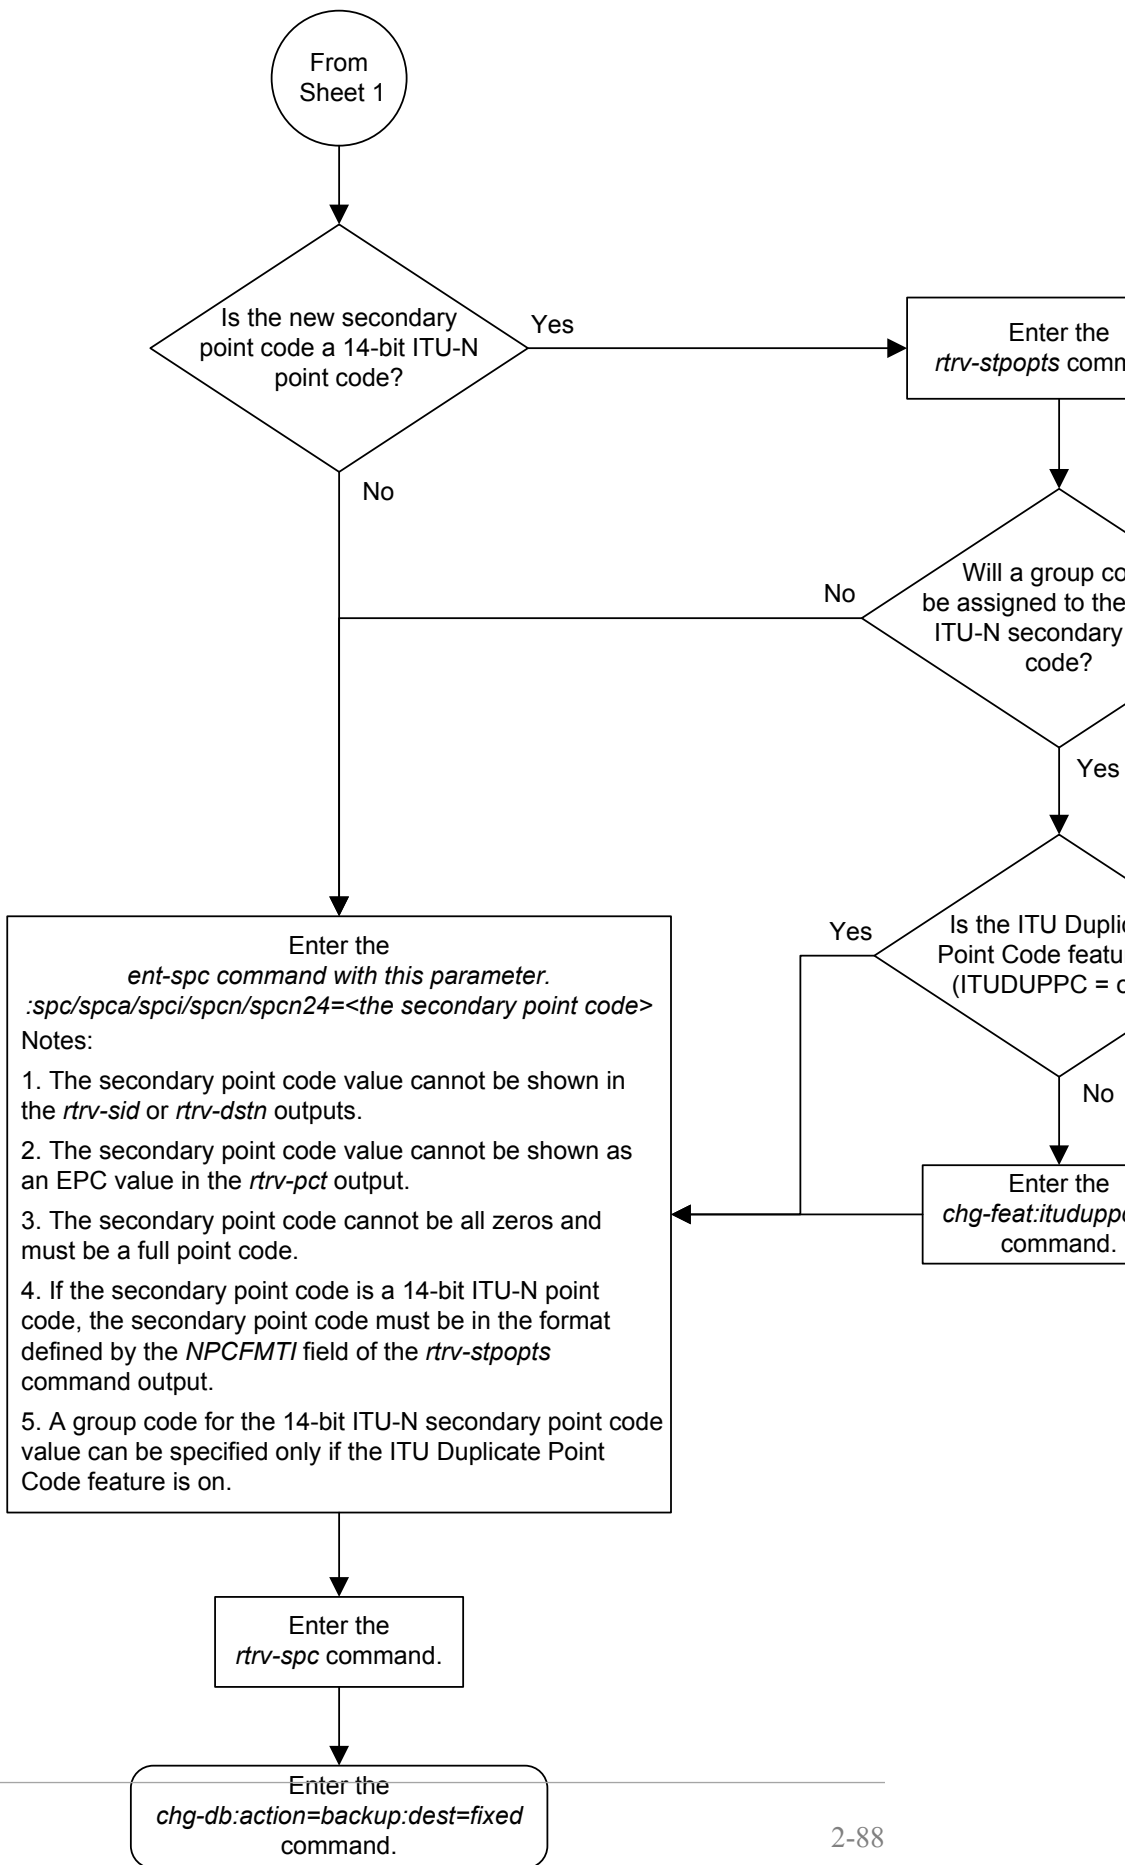 From
Sheet 1
Is the new secondary
point code a 14-bit ITU-N
point code?
Yes
No
Enter the
rtrv-stpopts
Will a group
be assigned to the
ITU-N secondary
code?
No
Yes
Is the ITU
Point Code
(ITUDUPPC =
Yes
No
Enter the
command.
Enter the
ent-spc command with this parameter.
:spc/spca/spci/spcn/spcn24=<the secondary point code>
Notes:
1. The secondary point code value cannot be shown in
the rtrv-sid or rtrv-dstn outputs.
2. The secondary point code value cannot be shown as
an EPC value in the rtrv-pct output.
3. The secondary point code cannot be all zeros and
must be a full point code.
4. If the secondary point code is a 14-bit ITU-N point
code, the secondary point code must be in the format
defined by the NPCFMTI field of the rtrv-stpopts
command output.
5. A group code for the 14-bit ITU-N secondary point code
value can be specified only if the ITU Duplicate Point
Code feature is on.
Enter the
rtrv-spc command.
Enter the
chg-db:action=backup:dest=fixed
command.
2-88